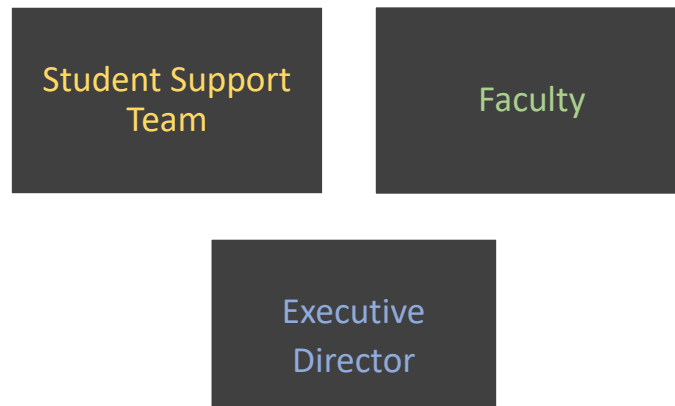 Student Support
Team
Faculty
Executive
Director